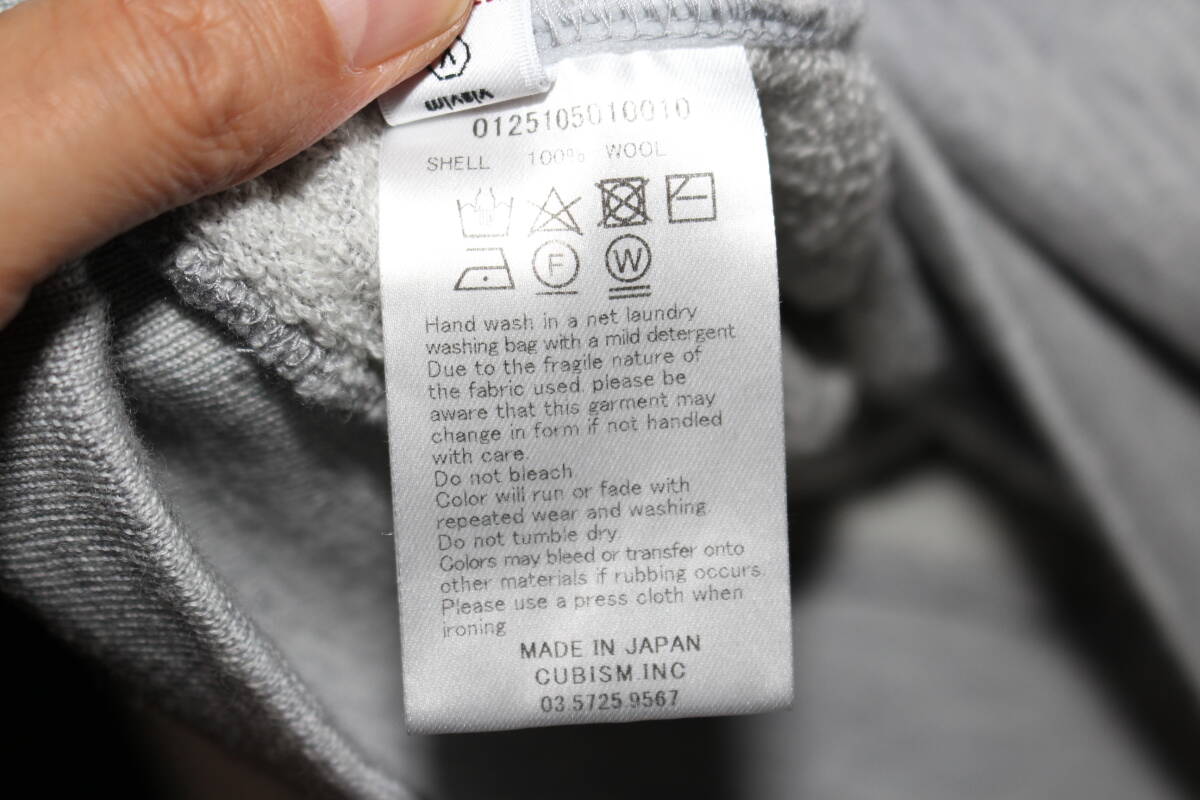 visvim
0125105010010
SHELL 100% WOOL
F W
Hand wash in a net laundry
washing bag with a mild detergent
Due to the fragile nature of
the fabric used. please be
aware that this garment may
change in form if not handled
with care.
Do not bleach.
Color will run or fade with
repeated wear and washing.
Do not tumble dry.
Colors may bleed or transfer onto
other materials if rubbing occurs.
Please use a press cloth when
ironing
MADE IN JAPAN
CUBISM.INC
03.5725.9567